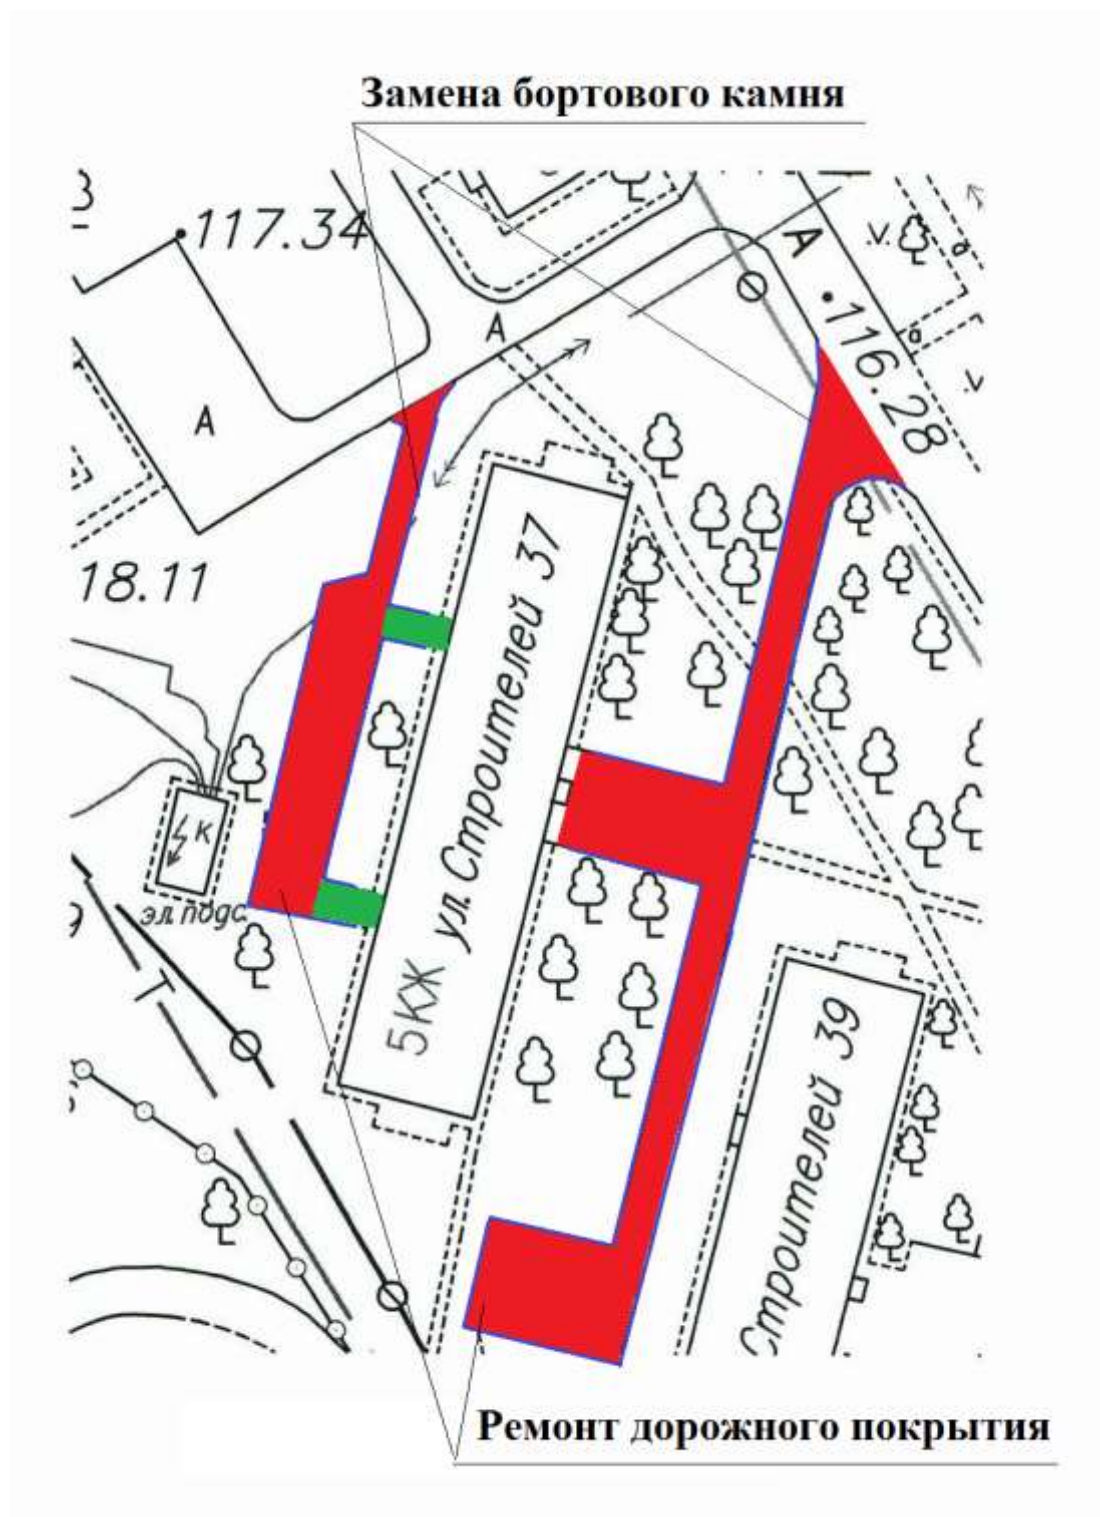 Замена бортового камня
117.34
А
А
.V.
а
116.28
а
А
V
А
18.11
ул. Строителей 37
5КЖ
К
эл. подс.
Строителей 39
Ремонт дорожного покрытия